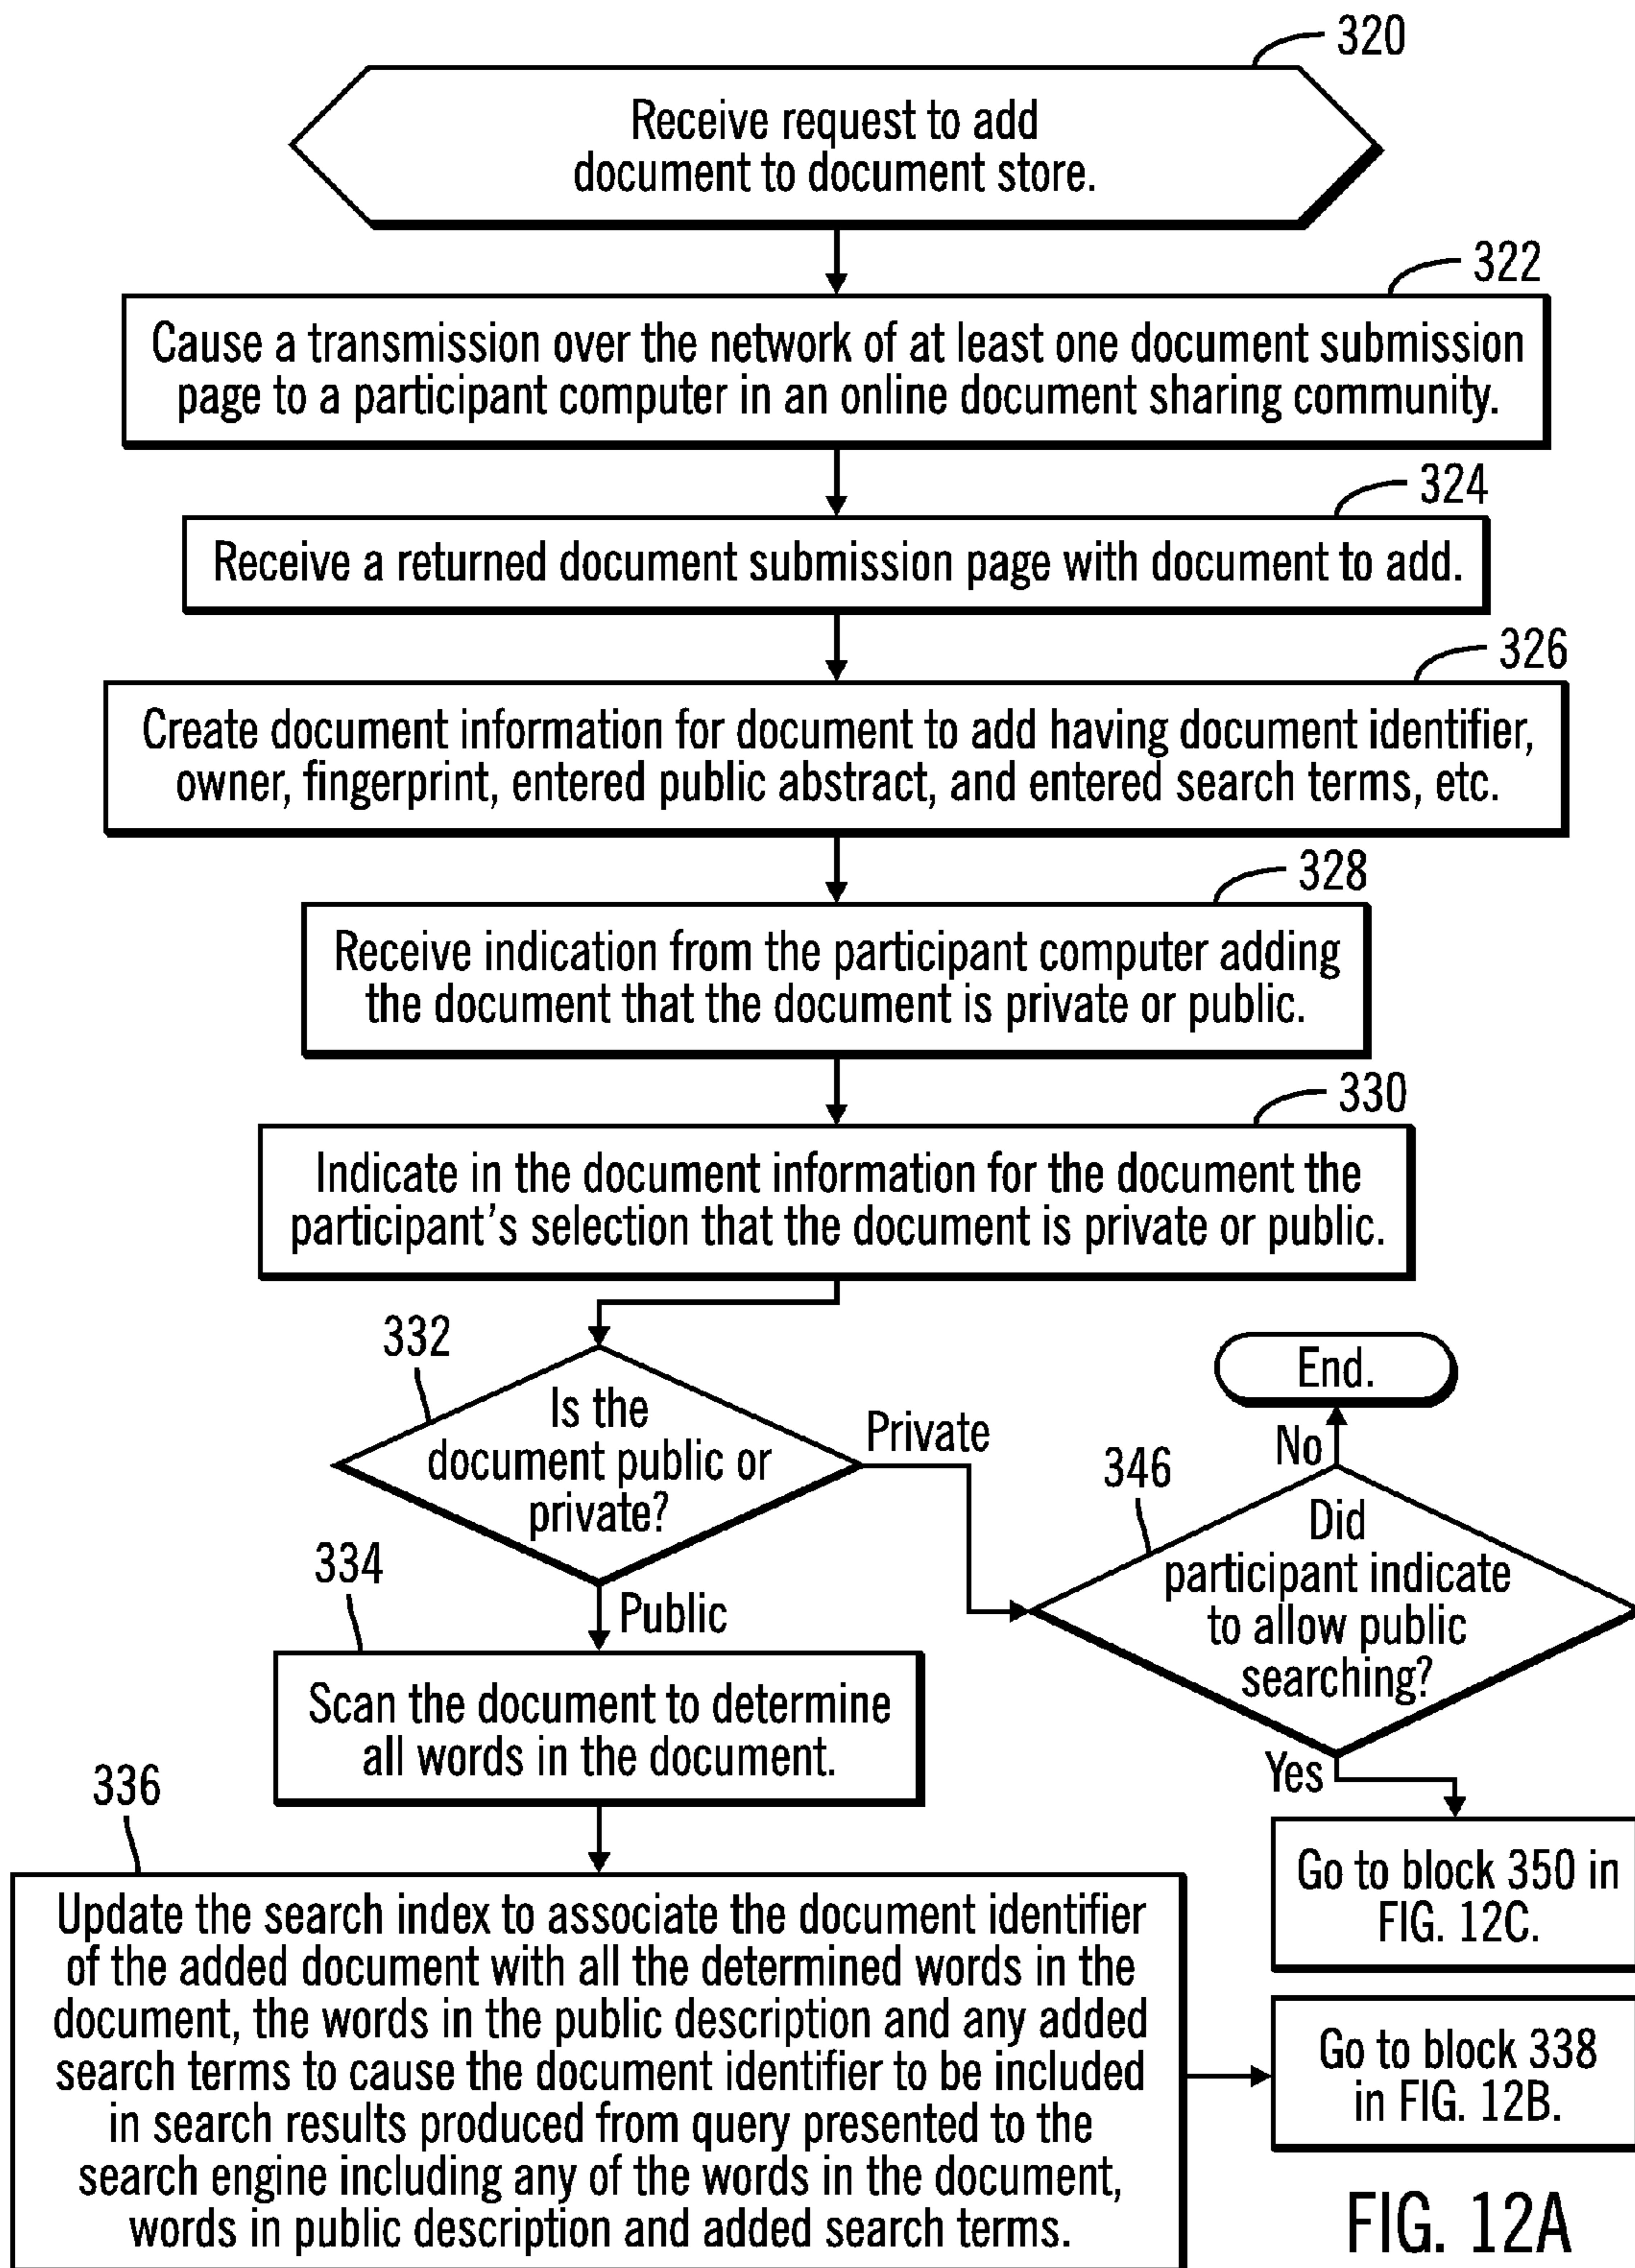 320
Receive request to add
document to document store.
322
Cause a transmission over the network of at least one document submission
page to a participant computer in an online document sharing community.
324
Receive a returned document submission page with document to add.
326
Create document information for document to add having document identifier,
owner, fingerprint, entered public abstract, and entered search terms, etc.
328
Receive indication from the participant computer adding
the document that the document is private or public.
330
Indicate in the document information for the document the
participant's selection that the document is private or public.
332
Is the
document public or
private?
Private
Public
End.
No
346
Did
participant indicate
to allow public
searching?
Yes
334
Scan the document to determine
all words in the document.
Go to block 350 in
FIG. 12C.
336
Update the search index to associate the document identifier
of the added document with all the determined words in the
document, the words in the public description and any added
search terms to cause the document identifier to be included
in search results produced from query presented to the
search engine including any of the words in the document,
words in public description and added search terms.
Go to block 338
in FIG. 12B.
FIG. 12A